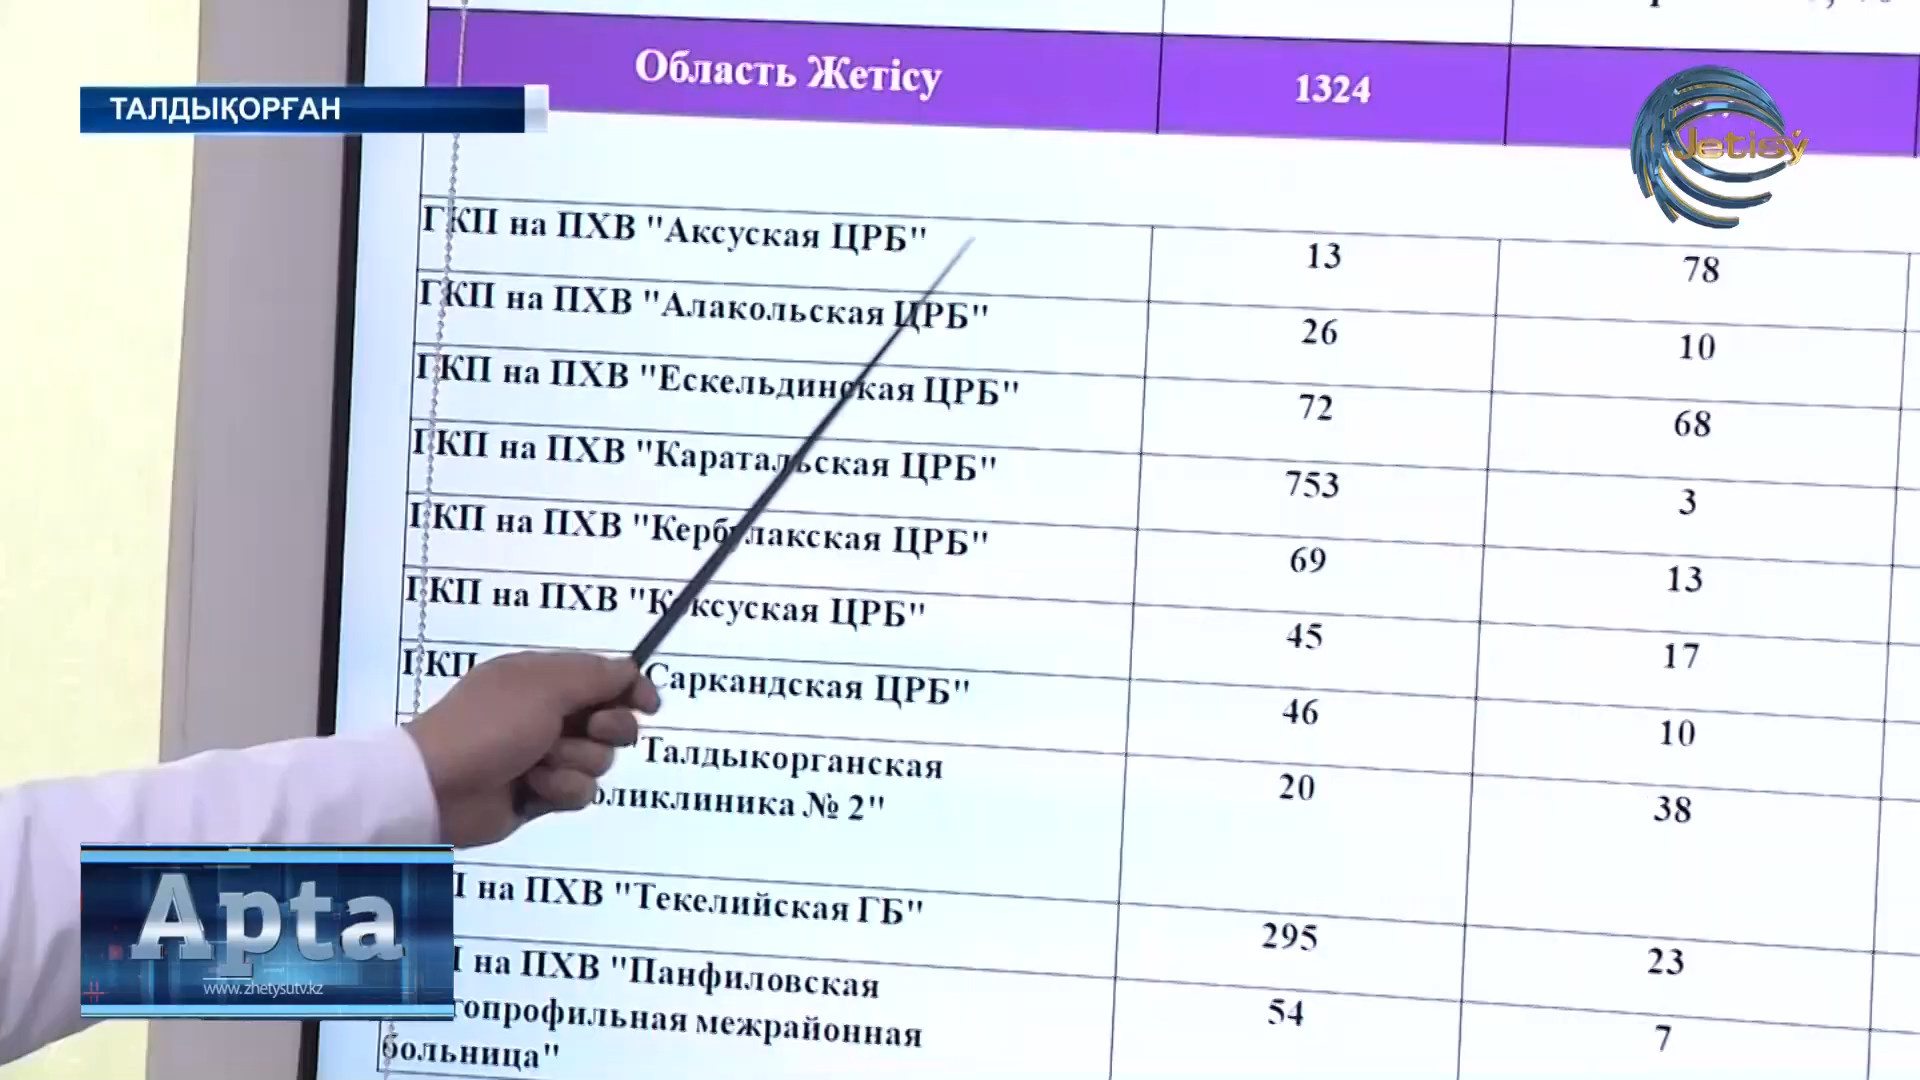 Область Жетісу 1324
ТАЛДЫҚОРҒАН
Jetisý
ГКП на ПХВ "Аксуская ЦРБ" 13 78
ГКП на ПХВ "Алакольская ЦРБ" 26 10
ГКП на ПХВ "Ескельдинская ЦРБ" 72 68
ГКП на ПХВ "Каратальская ЦРБ" 753 3
ГКП на ПХВ "Кербулакская ЦРБ" 69 13
ГКП на ПХВ "Коксуская ЦРБ" 45 17
ГКП "Саркандская ЦРБ" 46 10
"Талдыкорганская 20 38
№ 2"
на ПХВ "Текелийская ГБ" 295 23
на ПХВ "Панфиловская 54 7
межрайонная
больница"
Apta
www.zhetysutv.kz